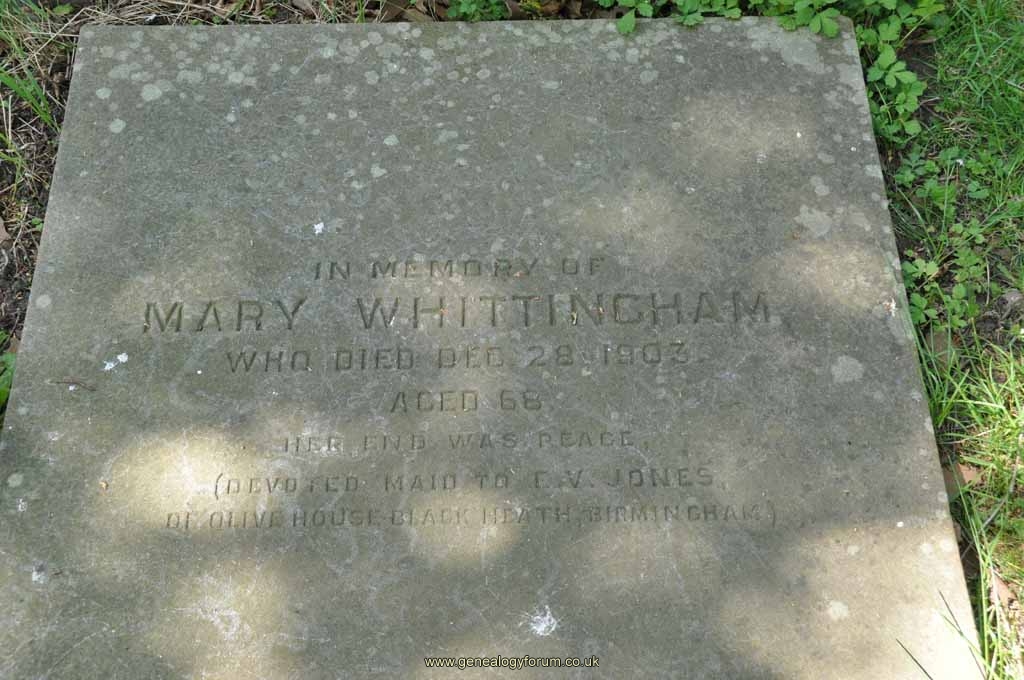 IN MEMORY OF
MARY WHITTINGHAM
WHO DIED DEC 28. 1903.
AGED 68
HER END WAS PEACE.
(DEVOTED MAID TO E.V. JONES,
OF OLIVE HOUSE BLACK HEATH, BIRMINGHAM)
www.genealogyforum.co.uk